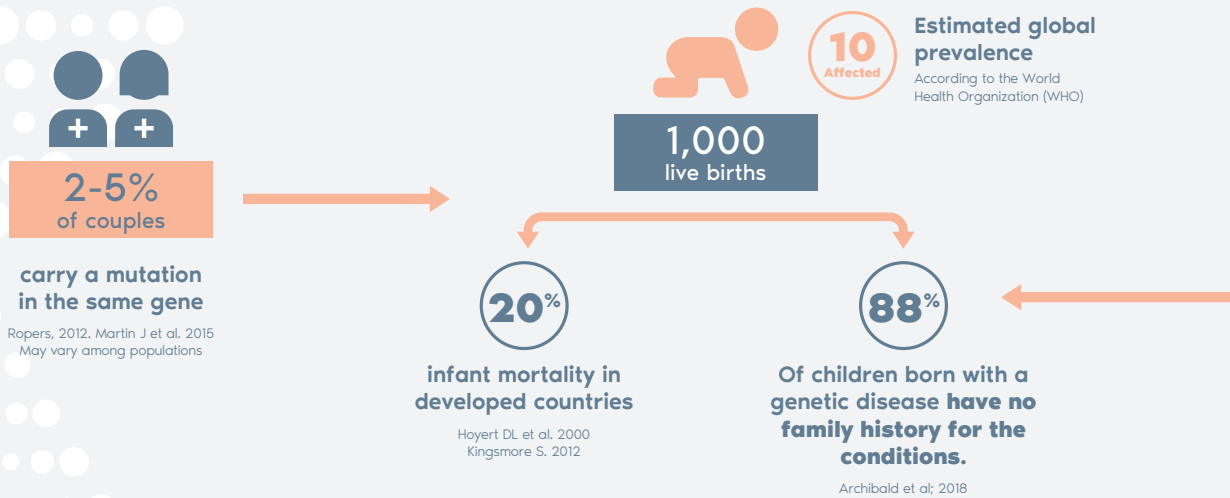 2-5%
of couples
carry a mutation
in the same gene
Ropers, 2012. Martin J et al. 2015
May vary among populations
10
Affected
Estimated global
prevalence
According to the World
Health Organization (WHO)
1,000
live births
20%
infant mortality in
developed countries
Hoyert DL et al. 2000
Kingsmore S. 2012
88%
Of children born with a
genetic disease have no
family history for the
conditions.
Archibald et al; 2018